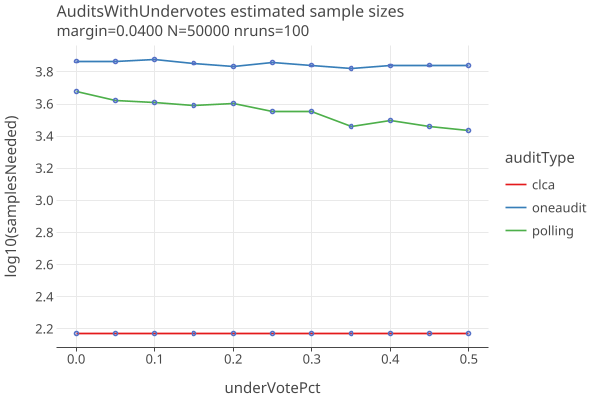 AuditsWithUndervotes estimated sample sizes
margin=0.0400 N=50000 nruns=100
log10(samplesNeeded)
3.8
3.6
3.4
3.2
3.0
2.8
2.6
2.4
2.2
0.0 0.1 0.2 0.3 0.4 0.5
underVotePct
auditType
clca
oneaudit
polling